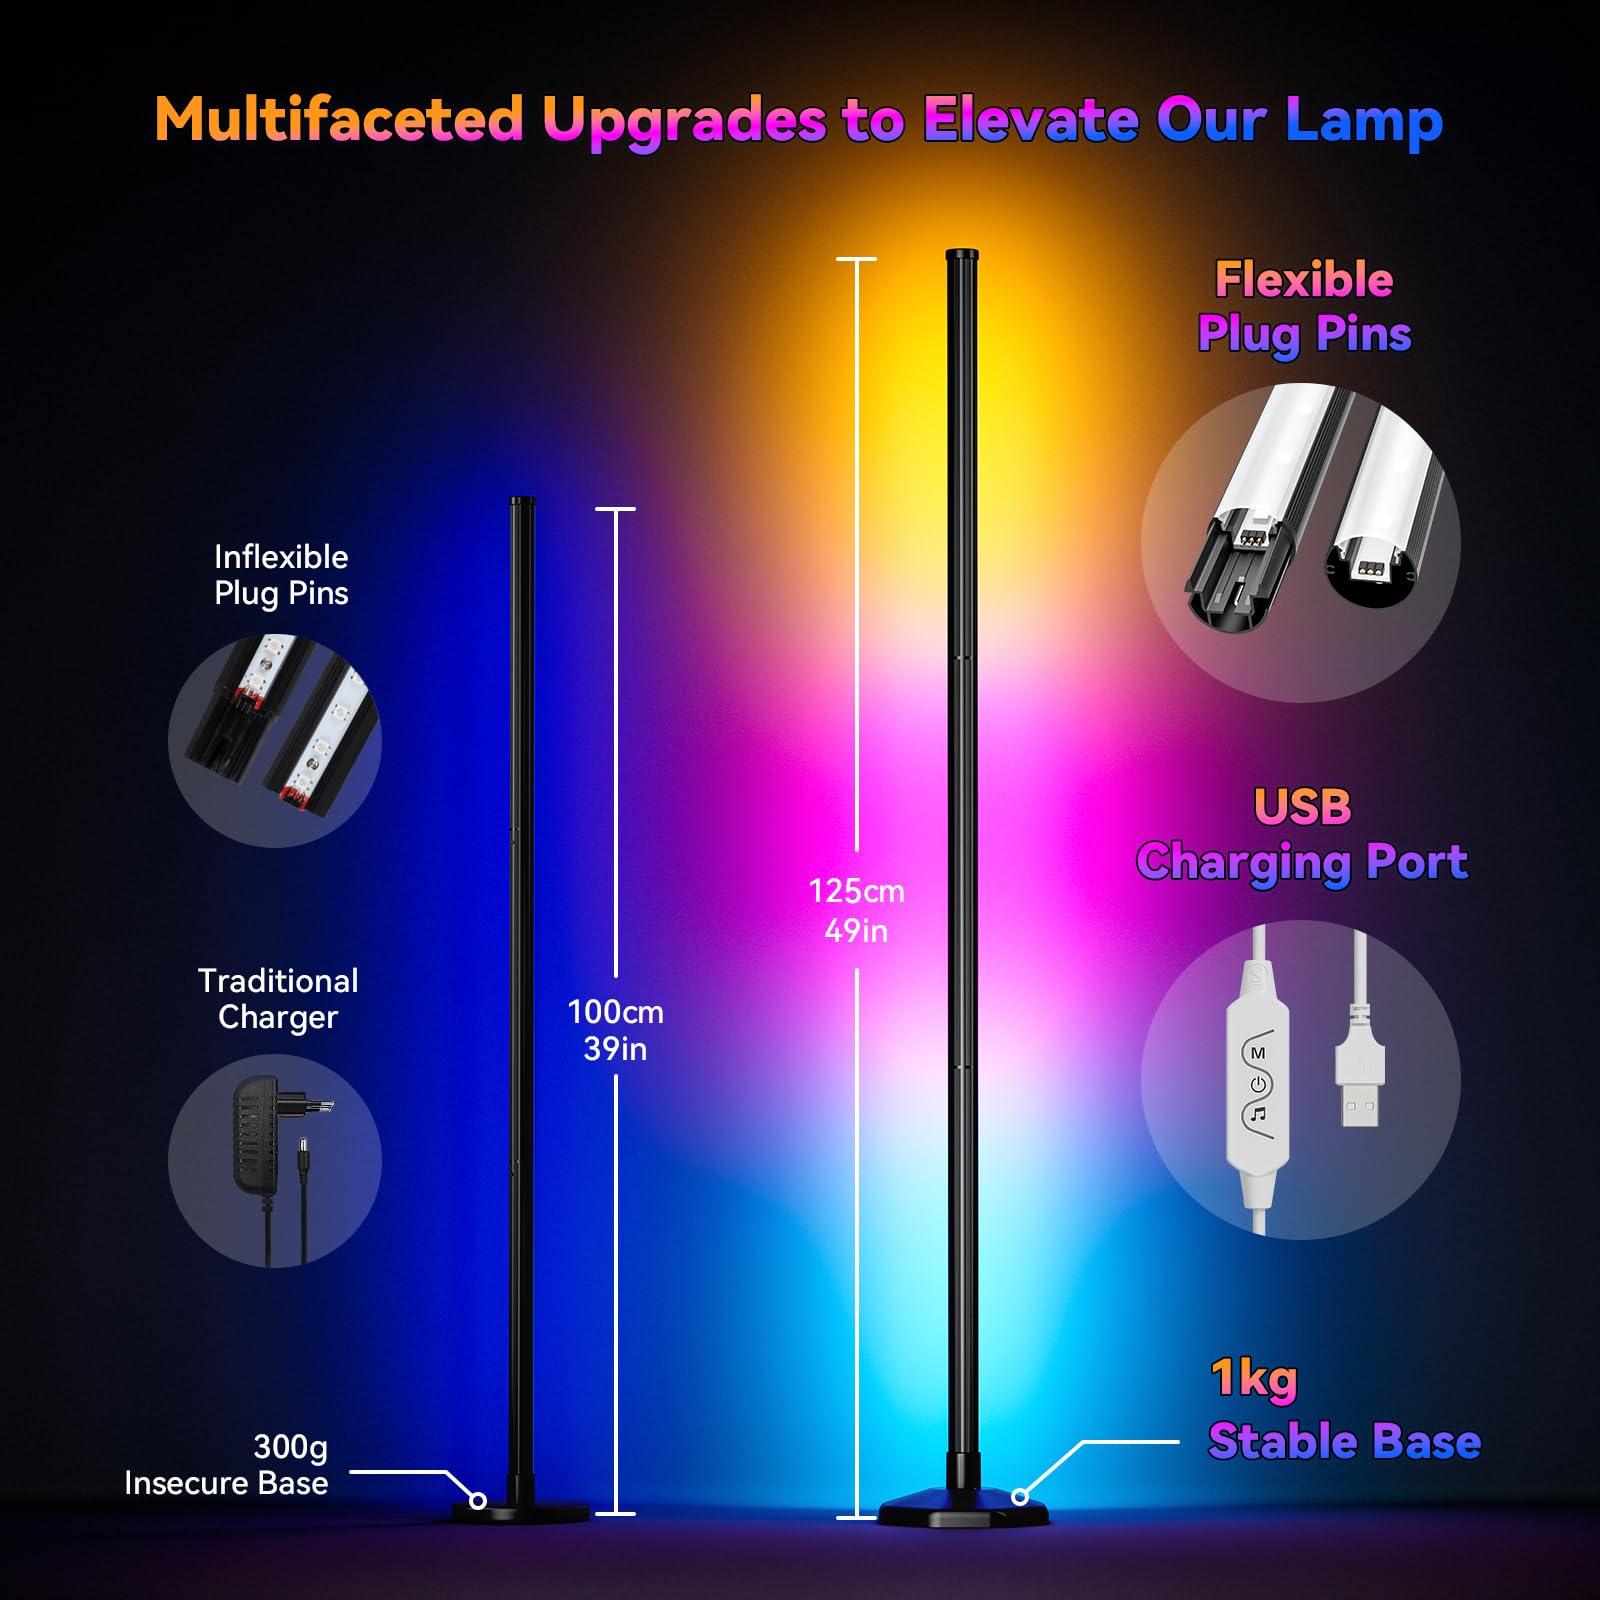 Multifaceted Upgrades to Elevate Our Lamp
Flexible
Plug Pins
Inflexible
Plug Pins
USB
Charging Port
125cm
49in
Traditional
Charger
100cm
39in
M
1kg
Stable Base
300g
Insecure Base